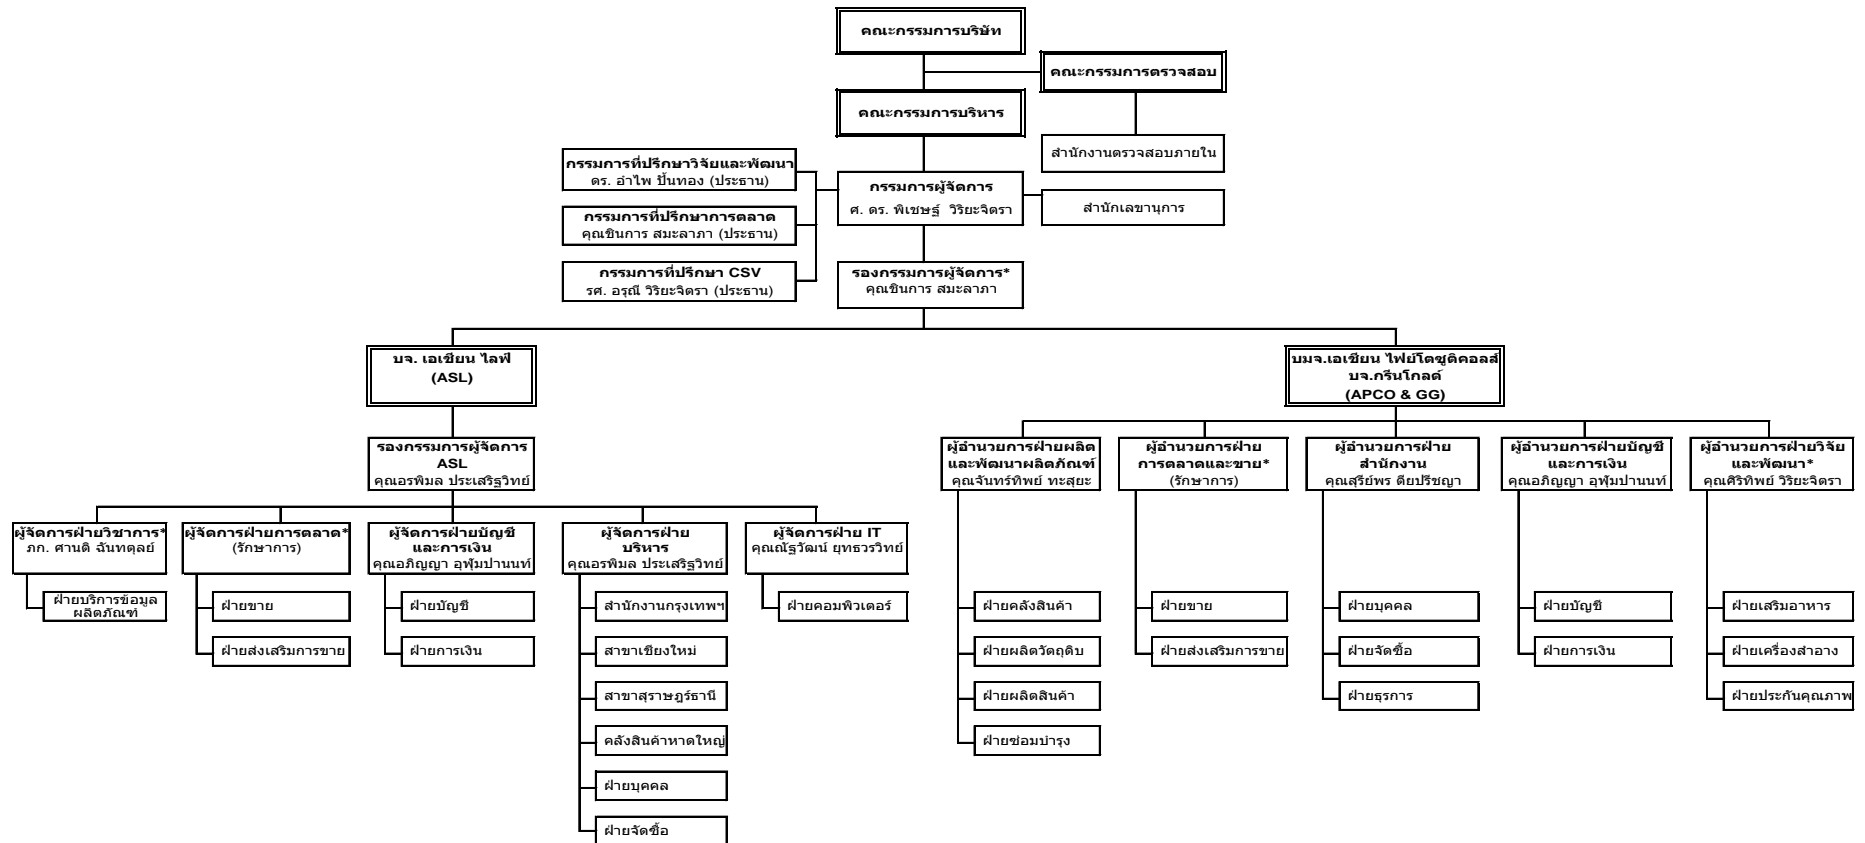 คณะกรรมการบริษัท
คณะกรรมการตรวจสอบ
คณะกรรมการบริหาร
สำนักงานตรวจสอบภายใน
กรรมการที่ปรึกษาวิจัยและพัฒนา
ดร. อำไพ ปั้นทอง (ประธาน)
กรรมการผู้จัดการ
ศ. ดร. พิเชษฐ์ วิริยะจิตรา
สำนักเลขานุการ
กรรมการที่ปรึกษาการตลาด
คุณชินการ สมะลาภา (ประธาน)
กรรมการที่ปรึกษา CSV
รศ. อรุณี วิริยะจิตรา (ประธาน)
รองกรรมการผู้จัดการ*
คุณชินการ สมะลาภา
บจ. เอเชียน ไลฟ์
(ASL)
บมจ.เอเชียน ไฟย์โตซูติคอลส์
บจ.กรีนโกลด์
(APCO & GG)
รองกรรมการผู้จัดการ
ASL
คุณอรพิมล ประเสริฐวิทย์
ผู้อำนวยการฝ่ายผลิต
และพัฒนาผลิตภัณฑ์
คุณจันทร์ทิพย์ ทะสุยะ
ผู้อำนวยการฝ่าย
การตลาดและขาย*
(รักษาการ)
ผู้อำนวยการฝ่าย
สำนักงาน
คุณสุรีย์พร ตียปรีชญา
ผู้อำนวยการฝ่ายบัญชี
และการเงิน
คุณอภิญญา อุฬุมปานนท์
ผู้อำนวยการฝ่ายวิจัย
และพัฒนา*
คุณศิริทิพย์ วิริยะจิตรา
ผู้จัดการฝ่ายวิชาการ*
ภก. ศานติ ฉันทตุลย์
ผู้จัดการฝ่ายการตลาด*
(รักษาการ)
ผู้จัดการฝ่ายบัญชี
และการเงิน
คุณอภิญญา อุฬุมปานนท์
ผู้จัดการฝ่าย
บริหาร
คุณอรพิมล ประเสริฐวิทย์
ผู้จัดการฝ่าย IT
คุณณัฐวัฒน์ ยุทธวรวิทย์
ฝ่ายบริการข้อมูล
ผลิตภัณฑ์
ฝ่ายขาย
ฝ่ายส่งเสริมการขาย
ฝ่ายบัญชี
ฝ่ายการเงิน
สำนักงานกรุงเทพฯ
สาขาเชียงใหม่
สาขาสุราษฎร์ธานี
คลังสินค้าหาดใหญ่
ฝ่ายบุคคล
ฝ่ายจัดซื้อ
ฝ่ายคอมพิวเตอร์
ฝ่ายคลังสินค้า
ฝ่ายผลิตวัตถุดิบ
ฝ่ายผลิตสินค้า
ฝ่ายซ่อมบำรุง
ฝ่ายขาย
ฝ่ายส่งเสริมการขาย
ฝ่ายบุคคล
ฝ่ายจัดซื้อ
ฝ่ายธุรการ
ฝ่ายบัญชี
ฝ่ายการเงิน
ฝ่ายเสริมอาหาร
ฝ่ายเครื่องสำอาง
ฝ่ายประกันคุณภาพ